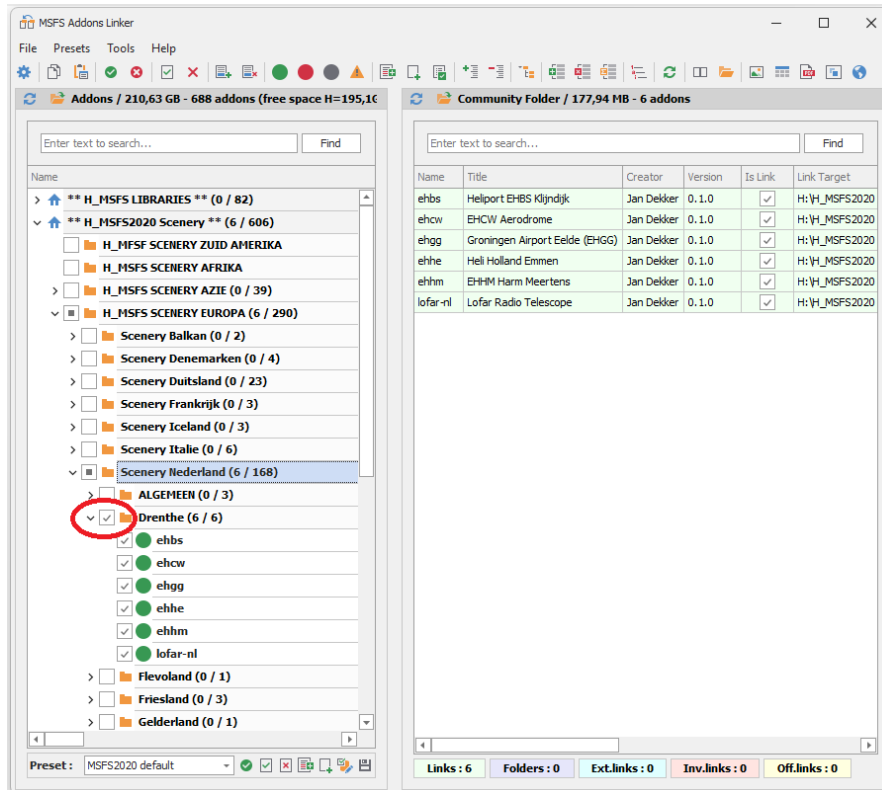 MSFS Addons Linker
File Presets Tools Help
Addons / 210,63 GB - 688 addons (free space H=195,1G
Enter text to search... Find
Name
** H_MSFS LIBRARIES ** (0 / 82)
** H_MSFS2020 Scenery ** (6 / 606)
H_MFSF SCENERY ZUID AMERIKA
H_MSFS SCENERY AFRIKA
H_MSFS SCENERY AZIE (0 / 39)
H_MSFS SCENERY EUROPA (6 / 290)
Scenery Balkan (0 / 2)
Scenery Denemarken (0 / 4)
Scenery Duitsland (0 / 23)
Scenery Frankrijk (0 / 3)
Scenery Iceland (0 / 3)
Scenery Italie (0 / 6)
Scenery Nederland (6 / 168)
ALGEMEEN (0 / 3)
Drenthe (6 / 6)
ehbs
ehcw
ehgg
ehhe
ehhm
lofar-nl
Flevoland (0 / 1)
Friesland (0 / 3)
Gelderland (0 / 1)
Preset : MSFS2020 default
Community Folder / 177,94 MB - 6 addons
Enter text to search... Find
Name Title Creator Version Is Link Link Target
ehbs Heliport EHBS Klijndijk Jan Dekker 0.1.0 H:\H_MSFS2020
ehcw EHCW Aerodrome Jan Dekker 0.1.0 H:\H_MSFS2020
ehgg Groningen Airport Eelde (EHGG) Jan Dekker 0.1.0 H:\H_MSFS2020
ehhe Heli Holland Emmen Jan Dekker 0.1.0 H:\H_MSFS2020
ehhm EHHM Harm Meertens Jan Dekker 0.1.0 H:\H_MSFS2020
lofar-nl Lofar Radio Telescope Jan Dekker 0.1.0 H:\H_MSFS2020
Links : 6 Folders : 0 Ext.links : 0 Inv.links : 0 Off.links : 0